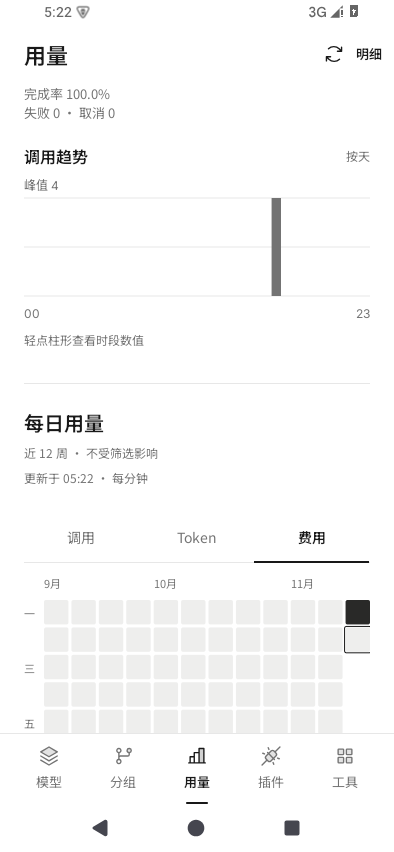 5:22
3G
用量
明细
完成率 100.0%
失败 0 · 取消 0
调用趋势
按天
峰值 4
00
23
轻点柱形查看时段数值
每日用量
近 12 周 · 不受筛选影响
更新于 05:22 · 每分钟
调用
Token
费用
9月
10月
11月
一
三
五
模型
分组
用量
插件
工具